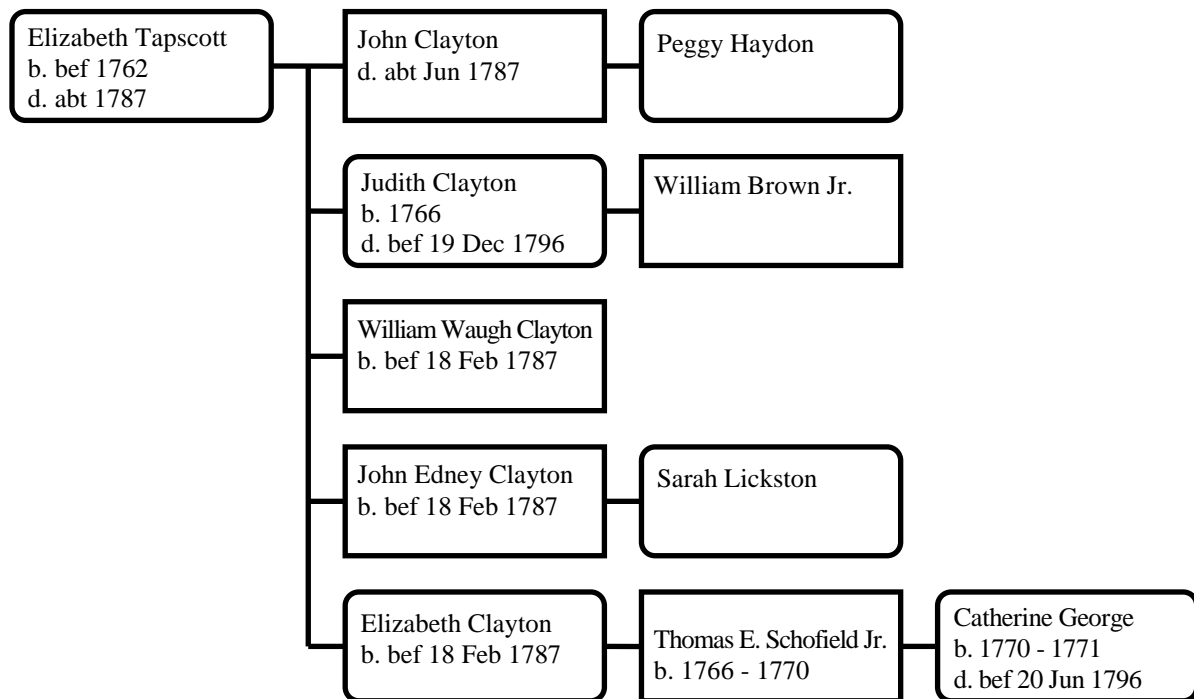 Elizabeth Tapscott
b. bef 1762
d. abt 1787
John Clayton
d. abt Jun 1787
Peggy Haydon
Judith Clayton
b. 1766
d. bef 19 Dec 1796
William Brown Jr.
William Waugh Clayton
b. bef 18 Feb 1787
John Edney Clayton
b. bef 18 Feb 1787
Sarah Lickston
Elizabeth Clayton
b. bef 18 Feb 1787
Thomas E. Schofield Jr.
b. 1766 - 1770
Catherine George
b. 1770 - 1771
d. bef 20 Jun 1796